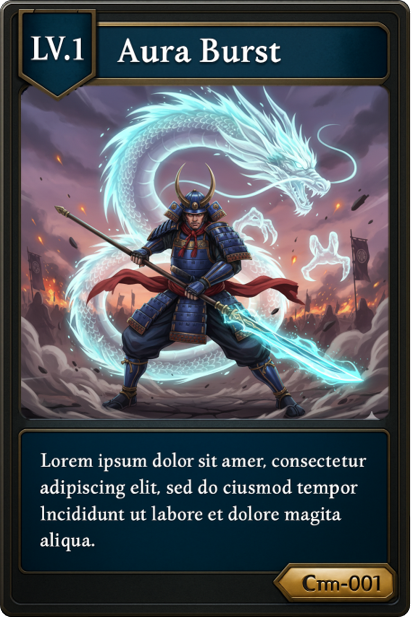 LV.1
Aura Burst
Lorem ipsum dolor sit amer, consectetur
adipiscing elit, sed do ciusmod tempor
lncididunt ut labore et dolore magita
aliqua.
Crm-001